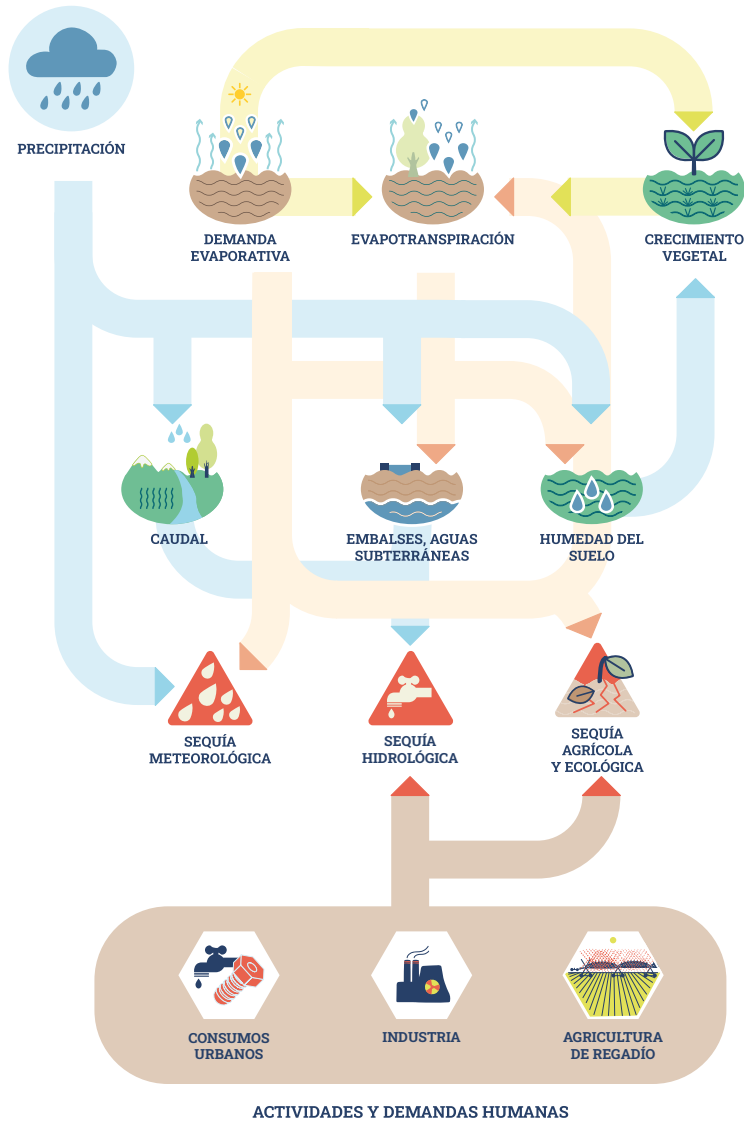 PRECIPITACIÓN
DEMANDA
EVAPORATIVA
EVAPOTRANSPIRACIÓN
CRECIMIENTO
VEGETAL
CAUDAL
EMBALSES, AGUAS
SUBTERRÁNEAS
HUMEDAD DEL
SUELO
SEQUÍA
METEOROLÓGICA
SEQUÍA
HIDROLÓGICA
SEQUÍA
AGRÍCOLA
Y ECOLÓGICA
CONSUMOS
URBANOS
INDUSTRIA
AGRICULTURA
DE REGADÍO
ACTIVIDADES Y DEMANDAS HUMANAS